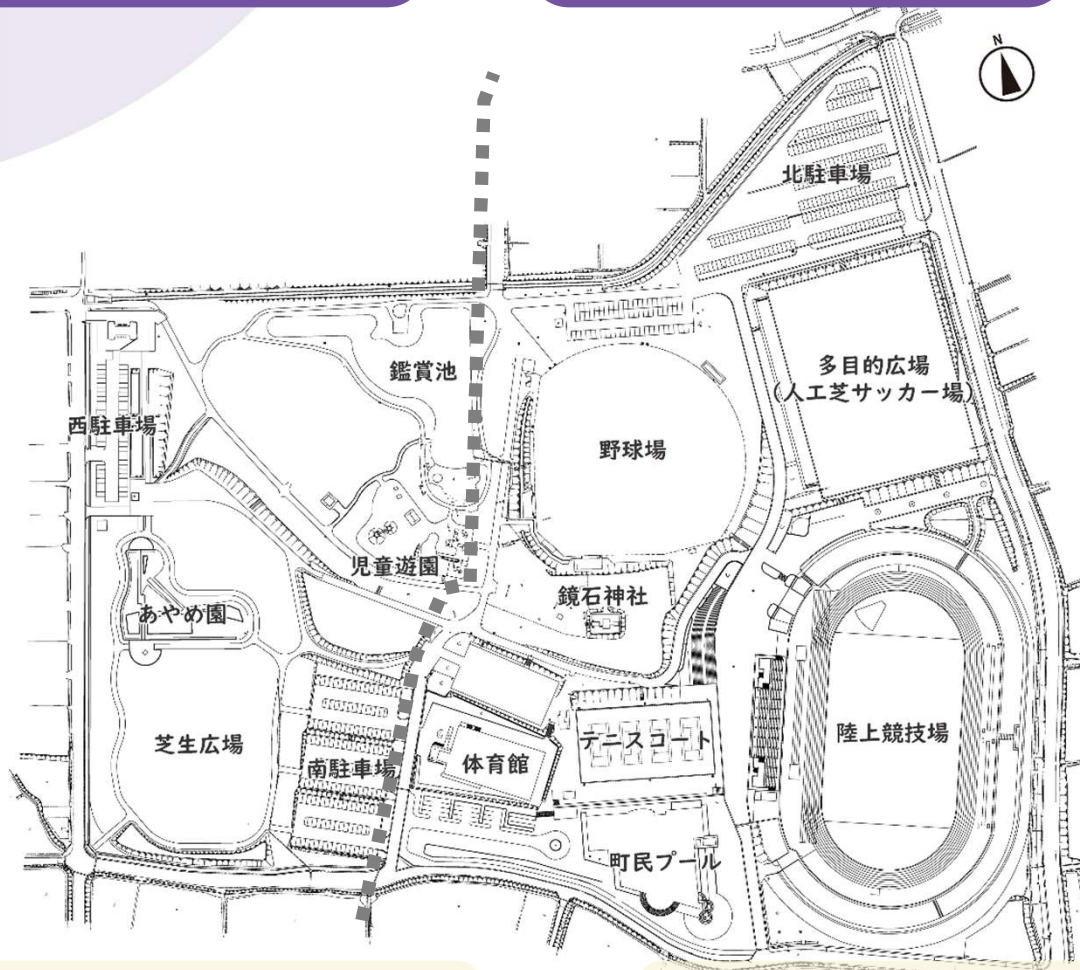 N
北駐車場
鑑賞池
多目的広場
(人工芝サッカー場)
西駐車場
野球場
児童遊園
鏡石神社
あやめ園
芝生広場
南駐車場
体育館
テニスコート
陸上競技場
町民プール